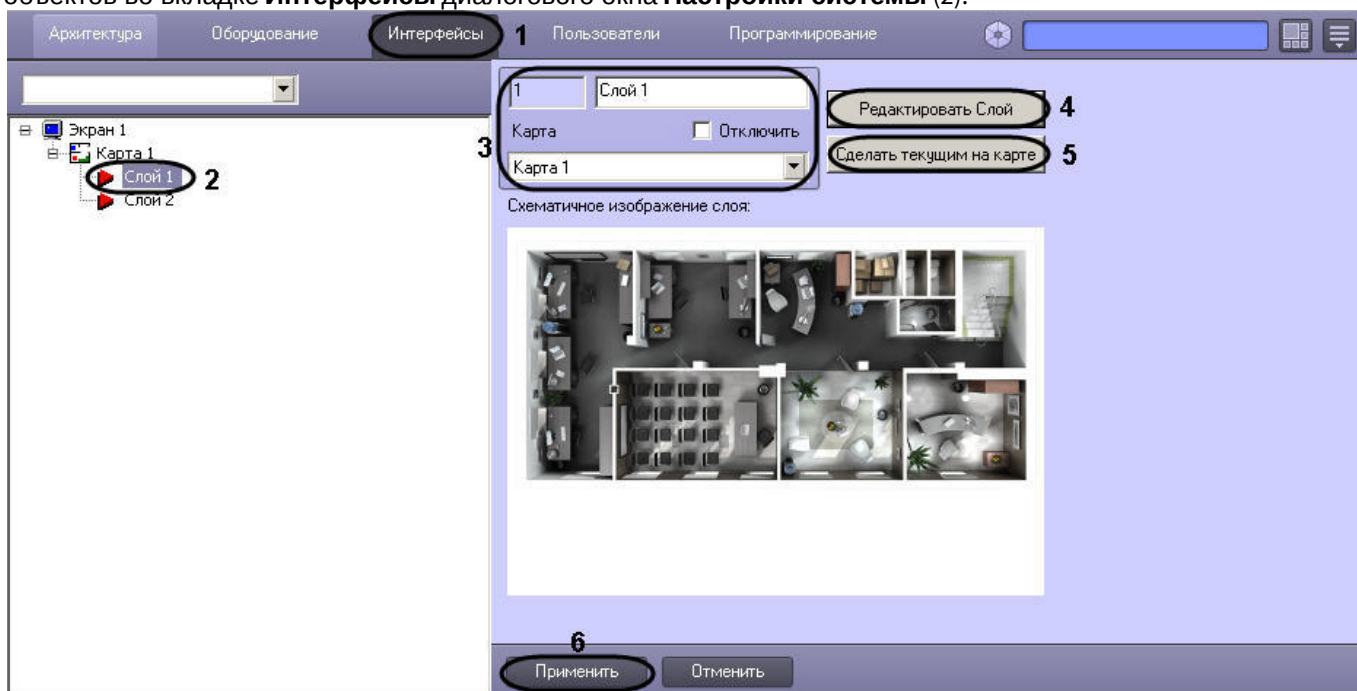 объектов во вкладке Интерфейсы диалогового окна Настройки системы (2).
Архитектура Оборудование Интерфейсы 1 Пользователи Программирование
1 Слой 1
Редактировать Слой 4
Экран 1
3 Карта Отключить
Карта 1
Сделать текущим на карте 5
Слой 1 2
Карта 1
Слой 2
Схематичное изображение слоя:
6
Применить Отменить